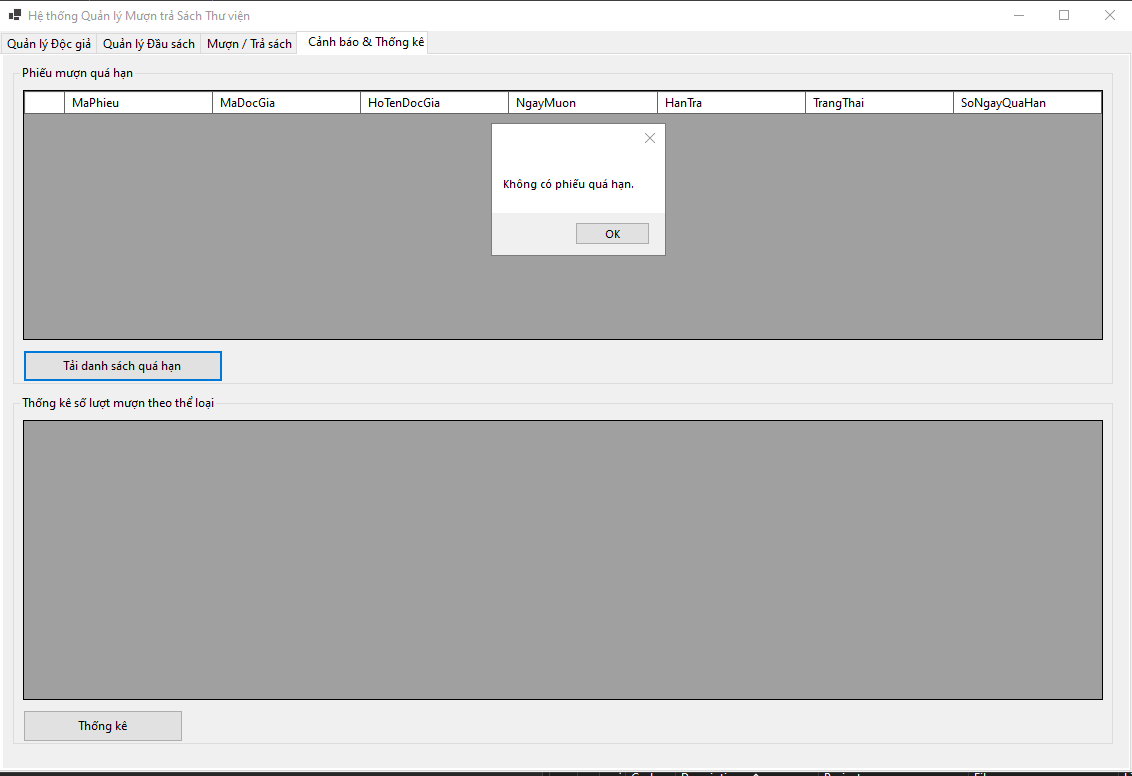 Hệ thống Quản lý Mượn trả Sách Thư viện
Quản lý Độc giả Quản lý Đầu sách Mượn / Trả sách Cảnh báo & Thống kê
Phiếu mượn quá hạn
MaPhieu MaDocGia HoTenDocGia NgayMuon HanTra TrangThai SoNgayQuaHan
Không có phiếu quá hạn.
OK
Tải danh sách quá hạn
Thống kê số lượt mượn theo thể loại
Thống kê